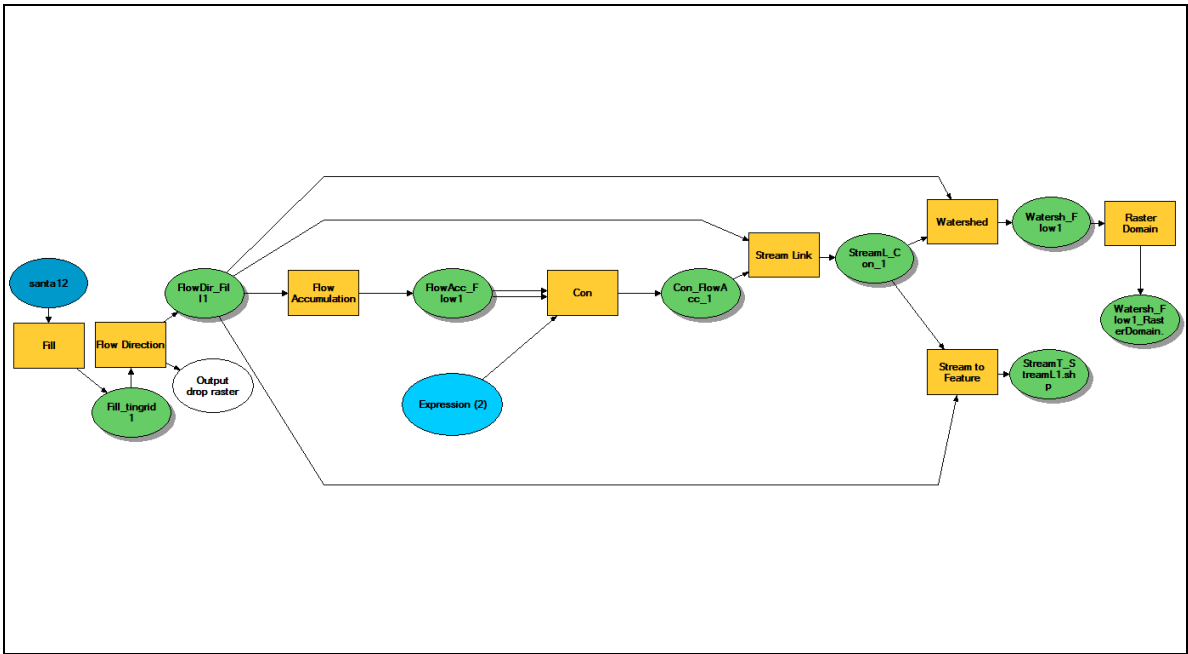 santa12
Fill
Fill_tingrid
1
Flow Direction
Output
drop raster
FlowDir_Fil
l1
Flow
Accumulation
FlowAcc_F
low1
Expression (2)
Con
Con_FlowA
cc_1
Stream Link
StreamL_C
on_1
Watershed
Watersh_F
low1
Raster
Domain
Watersh_F
low1_Rast
erDomain.
Stream to
Feature
StreamT_S
treamL1.sh
p